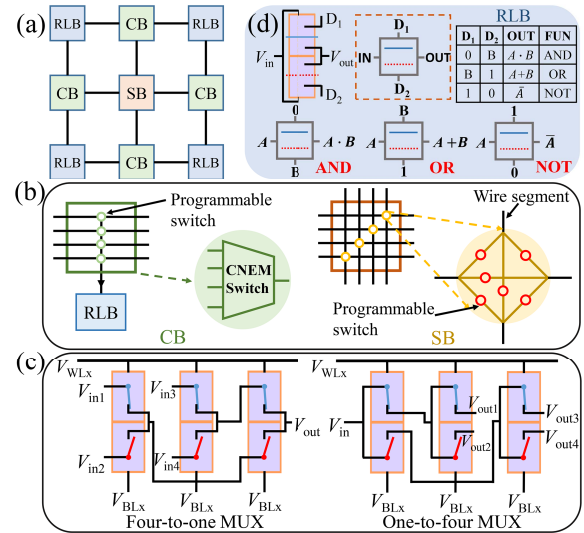 (a)
RLB CB RLB
CB SB CB
RLB CB RLB
(d)
RLB
D1
Vin Vout
D2
D1
IN OUT
D2
D1 D2 OUT FUN
0 B A · B AND
B 1 A+B OR
1 0 A̅ NOT
0 B 1
A A · B A A+B A A̅
B AND 1 OR 0 NOT
(b)
Programmable
switch
RLB
CNEM
Switch
CB
Wire segment
Programmable
switch
SB
(c)
VWLx
Vin1 Vin3
Vout
Vin2 Vin4
VBLx VBLx VBLx
Four-to-one MUX
VWLx
Vin
Vout1 Vout3
Vout2 Vout4
VBLx VBLx VBLx
One-to-four MUX